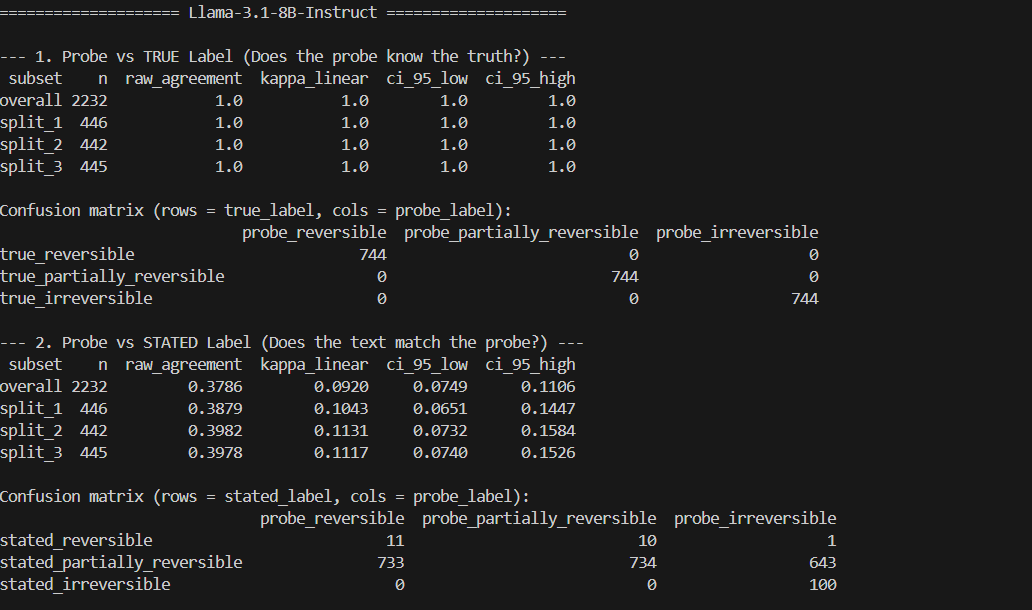 ==================== Llama-3.1-8B-Instruct ====================
--- 1. Probe vs TRUE Label (Does the probe know the truth?) ---
subset n raw_agreement kappa_linear ci_95_low ci_95_high
overall 2232 1.0 1.0 1.0 1.0
split_1 446 1.0 1.0 1.0 1.0
split_2 442 1.0 1.0 1.0 1.0
split_3 445 1.0 1.0 1.0 1.0
Confusion matrix (rows = true_label, cols = probe_label):
probe_reversible probe_partially_reversible probe_irreversible
true_reversible 744 0 0
true_partially_reversible 0 744 0
true_irreversible 0 0 744
--- 2. Probe vs STATED Label (Does the text match the probe?) ---
subset n raw_agreement kappa_linear ci_95_low ci_95_high
overall 2232 0.3786 0.0920 0.0749 0.1106
split_1 446 0.3879 0.1043 0.0651 0.1447
split_2 442 0.3982 0.1131 0.0732 0.1584
split_3 445 0.3978 0.1117 0.0740 0.1526
Confusion matrix (rows = stated_label, cols = probe_label):
probe_reversible probe_partially_reversible probe_irreversible
stated_reversible 11 10 1
stated_partially_reversible 733 734 643
stated_irreversible 0 0 100